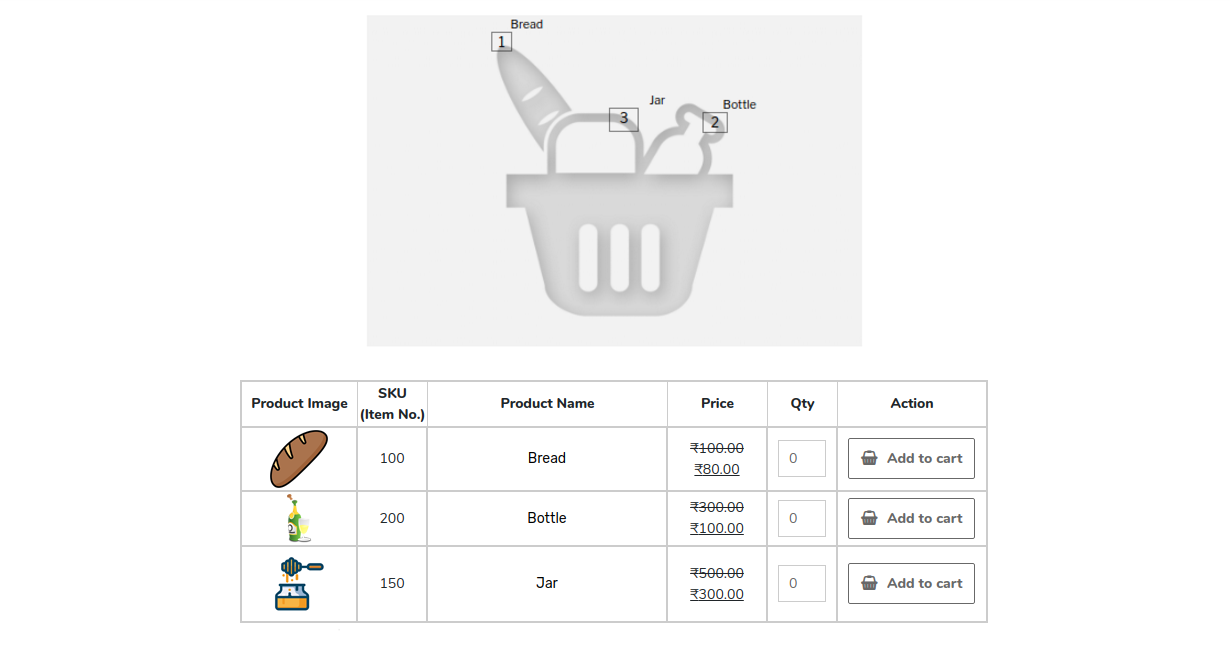 Bread
1
Jar
Bottle
3
2
Product Image
SKU
(Item No.)
Product Name
Price
Qty
Action
100
Bread
₹100.00
₹80.00
0
Add to cart
200
Bottle
₹300.00
₹100.00
0
Add to cart
150
Jar
₹500.00
₹300.00
0
Add to cart